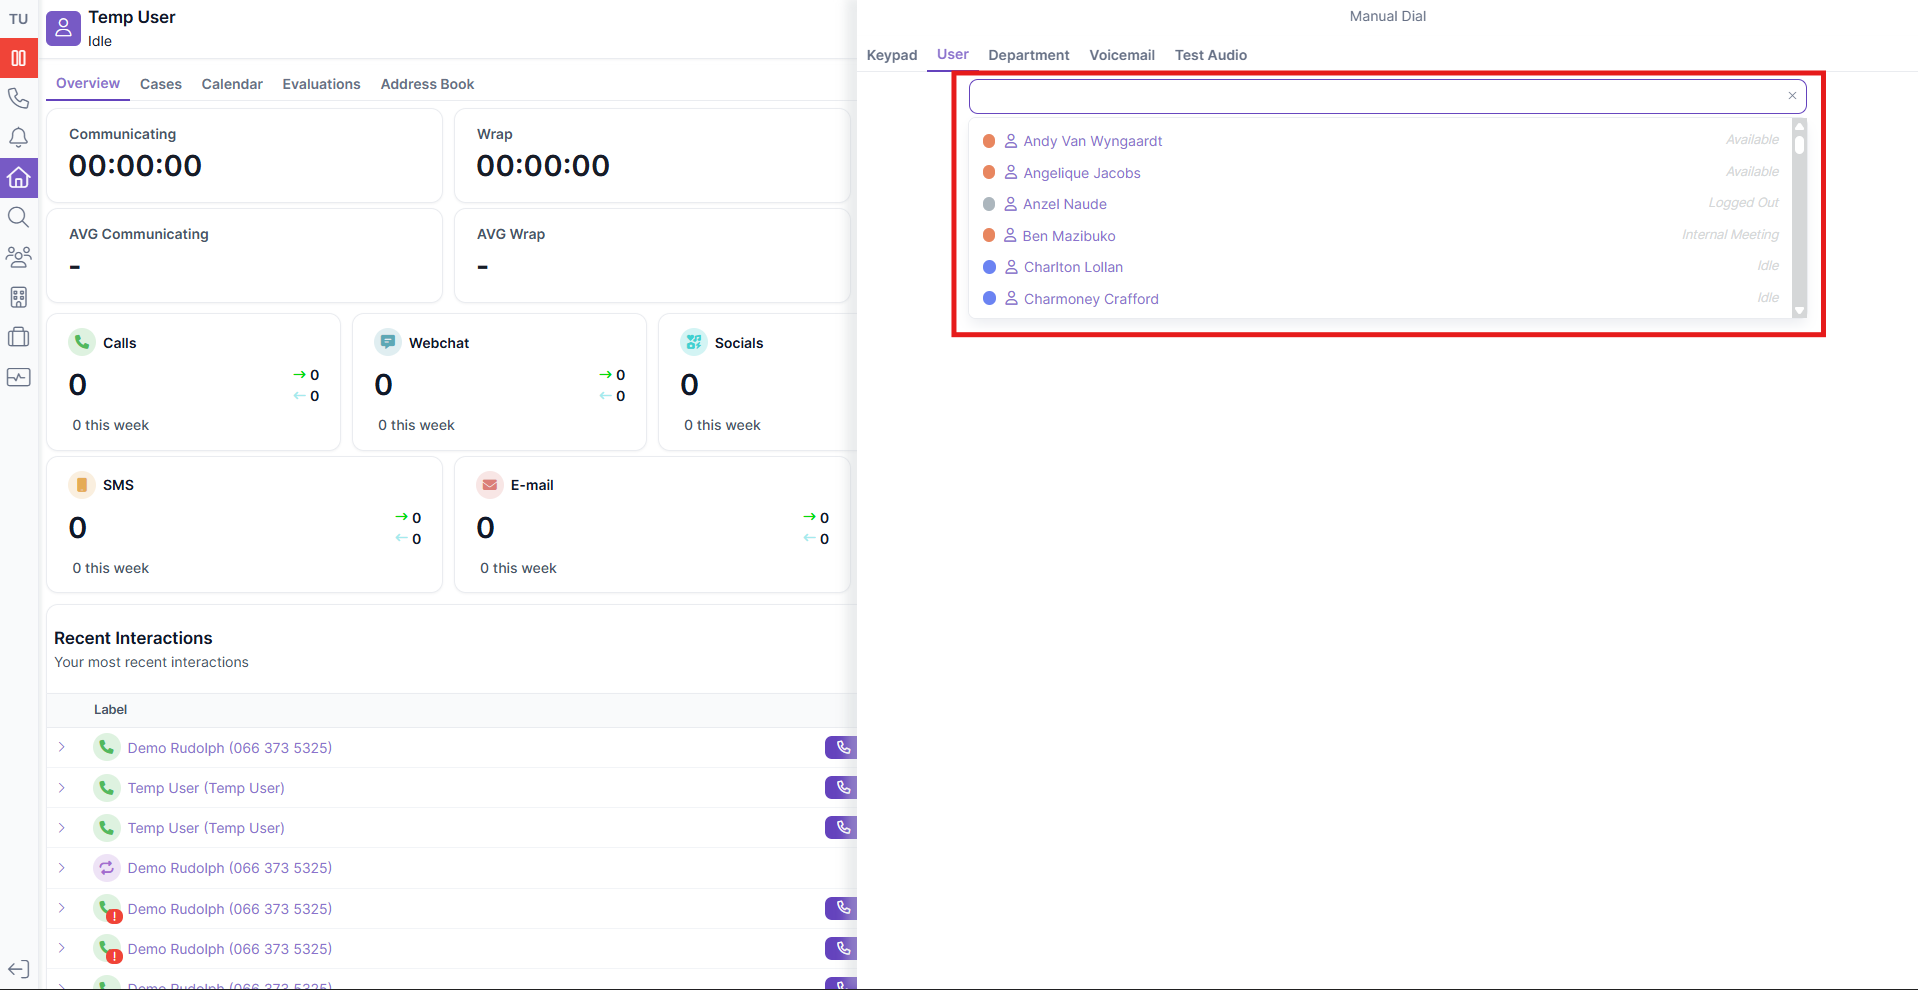 TU
Temp User
Idle
Overview Cases Calendar Evaluations Address Book
Communicating
00:00:00
Wrap
00:00:00
AVG Communicating
-
AVG Wrap
-
Calls
0
→ 0
← 0
0 this week
Webchat
0
→ 0
← 0
0 this week
Socials
0
0 this week
SMS
0
→ 0
← 0
0 this week
E-mail
0
→ 0
← 0
0 this week
Recent Interactions
Your most recent interactions
Label
Demo Rudolph (066 373 5325)
Temp User (Temp User)
Temp User (Temp User)
Demo Rudolph (066 373 5325)
Demo Rudolph (066 373 5325)
Demo Rudolph (066 373 5325)
Demo Rudolph (066 373 5325)
Manual Dial
Keypad User Department Voicemail Test Audio
Andy Van Wyngaardt Available
Angelique Jacobs Available
Anzel Naude Logged Out
Ben Mazibuko Internal Meeting
Charlton Lollan Idle
Charmoney Crafford Idle